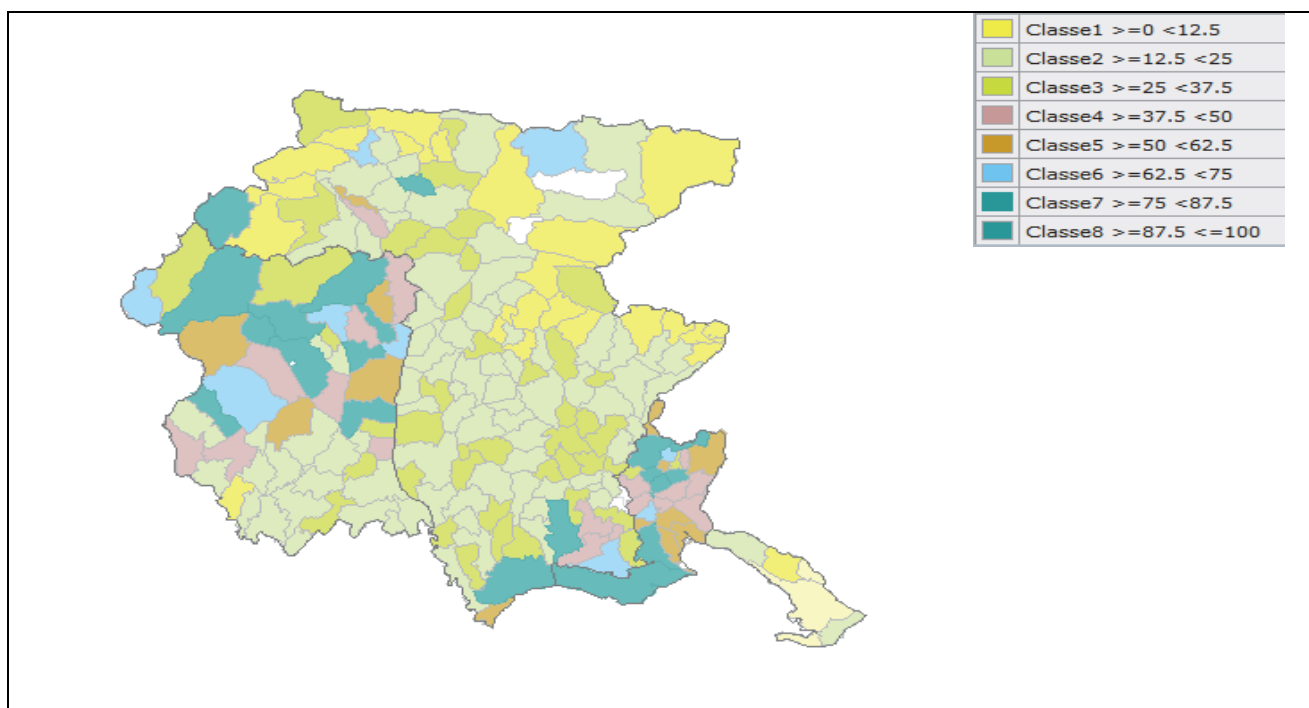 Classe1 >=0 <12.5
Classe2 >=12.5 <25
Classe3 >=25 <37.5
Classe4 >=37.5 <50
Classe5 >=50 <62.5
Classe6 >=62.5 <75
Classe7 >=75 <87.5
Classe8 >=87.5 <=100